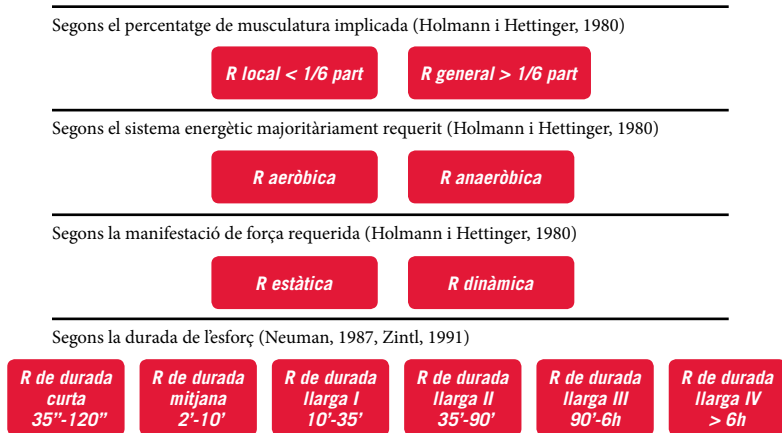 Segons el percentatge de musculatura implicada (Holmann i Hettinger, 1980)
R local < 1/6 part
R general > 1/6 part
Segons el sistema energètic majoritàriament requerit (Holmann i Hettinger, 1980)
R aeròbica
R anaeròbica
Segons la manifestació de força requerida (Holmann i Hettinger, 1980)
R estàtica
R dinàmica
Segons la durada de l'esforç (Neuman, 1987, Zintl, 1991)
R de durada
curta
35”-120”
R de durada
mitjana
2’-10’
R de durada
llarga I
10’-35’
R de durada
llarga II
35’-90’
R de durada
llarga III
90’-6h
R de durada
llarga IV
> 6h